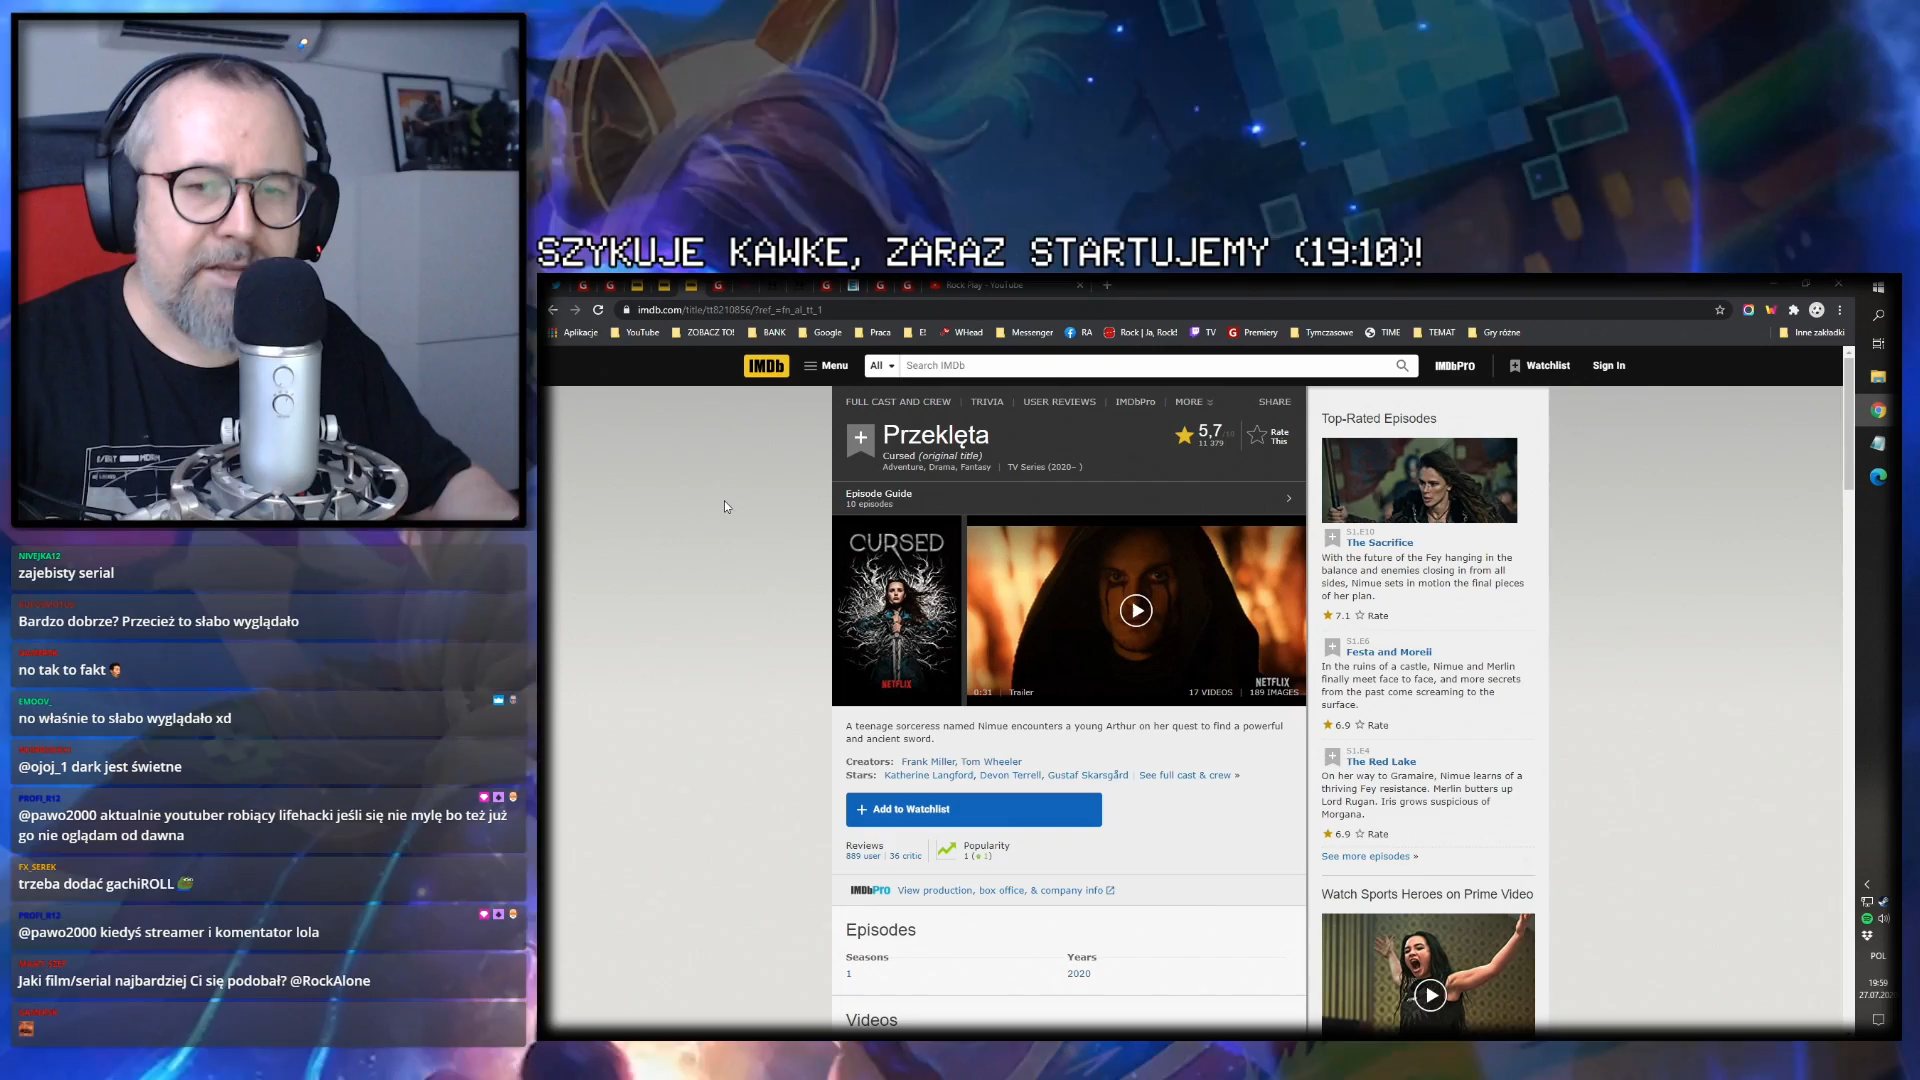 SZYKUJE KAWKE, ZARAZ STARTUJEMY (19:10)!
Rock Play - YouTube
imdb.com/title/tt8210856/?ref_=fn_al_tt_1
Aplikacje YouTube ZOBACZ TO! BANK Google Praca E! WHead Messenger RA Rock | Ja, Rock! TV Premiery Tymczasowe TIME TEMAT Gry różne Inne zakładki
IMDb Menu All Search IMDb IMDbPro Watchlist Sign In
FULL CAST AND CREW TRIVIA USER REVIEWS IMDbPro MORE SHARE
Przeklęta
Cursed (original title)
Adventure, Drama, Fantasy | TV Series (2020– )
5,7/10
11 379
Rate
This
Episode Guide
10 episodes
CURSED
NETFLIX
0:31 Trailer
17 VIDEOS | 189 IMAGES
NETFLIX
A teenage sorceress named Nimue encounters a young Arthur on her quest to find a powerful
and ancient sword.
Creators: Frank Miller, Tom Wheeler
Stars: Katherine Langford, Devon Terrell, Gustaf Skarsgård | See full cast & crew »
+ Add to Watchlist
Reviews
889 user | 36 critic
Popularity
1
IMDbPro View production, box office, & company info
Episodes
Seasons
1
Years
2020
Videos
Top-Rated Episodes
S1.E10
The Sacrifice
With the future of the Fey hanging in the
balance and enemies closing in from all
sides, Nimue sets in motion the final pieces
of her plan.
7.1 Rate
S1.E6
Festa and Moreii
In the ruins of a castle, Nimue and Merlin
finally meet face to face, and more secrets
from the past come screaming to the
surface.
6.9 Rate
S1.E4
The Red Lake
On her way to Gramaire, Nimue learns of a
thriving Fey resistance. Merlin butters up
Lord Rugan. Iris grows suspicious of
Morgana.
6.9 Rate
See more episodes »
Watch Sports Heroes on Prime Video
POL
19:59
NIVEJKA12
zajebisty serial
Bardzo dobrze? Przecież to słabo wyglądało
no tak to fakt
EMOOV_
no właśnie to słabo wyglądało xd
@ojoj_1 dark jest świetne
PROFI_R12
@pawo2000 aktualnie youtuber robiący lifehacki jeśli się nie mylę bo też już
go nie oglądam od dawna
FX_SEREK
trzeba dodać gachiROLL
PROFI_R12
@pawo2000 kiedyś streamer i komentator lola
Jaki film/serial najbardziej Ci się podobał? @RockAlone